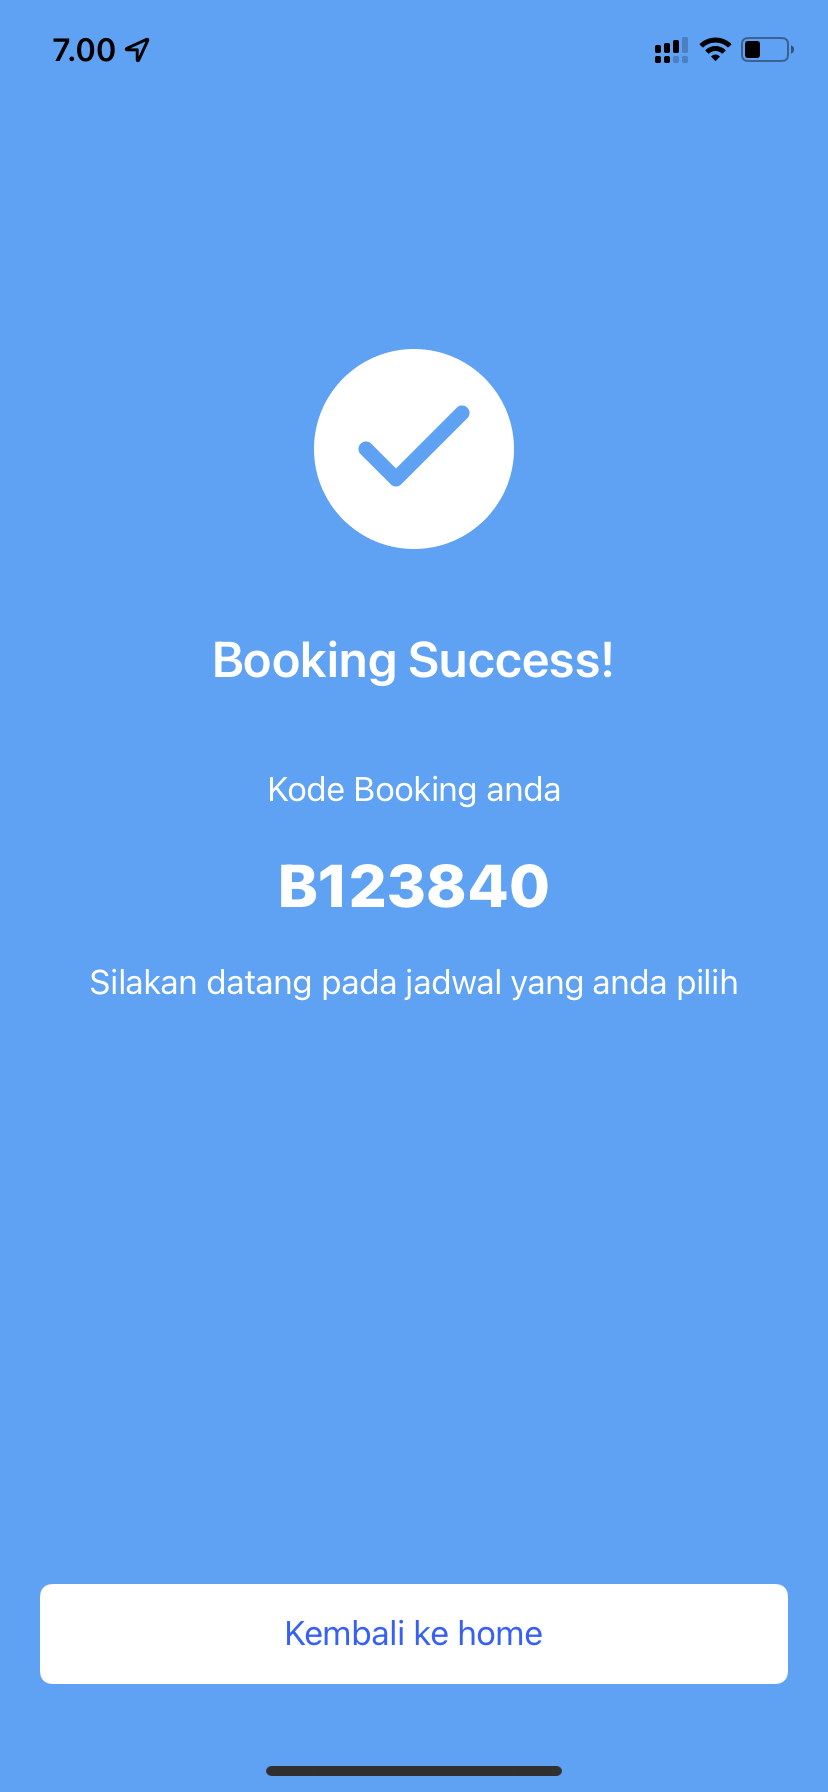 7.00
Booking Success!
Kode Booking anda
B123840
Silakan datang pada jadwal yang anda pilih
Kembali ke home